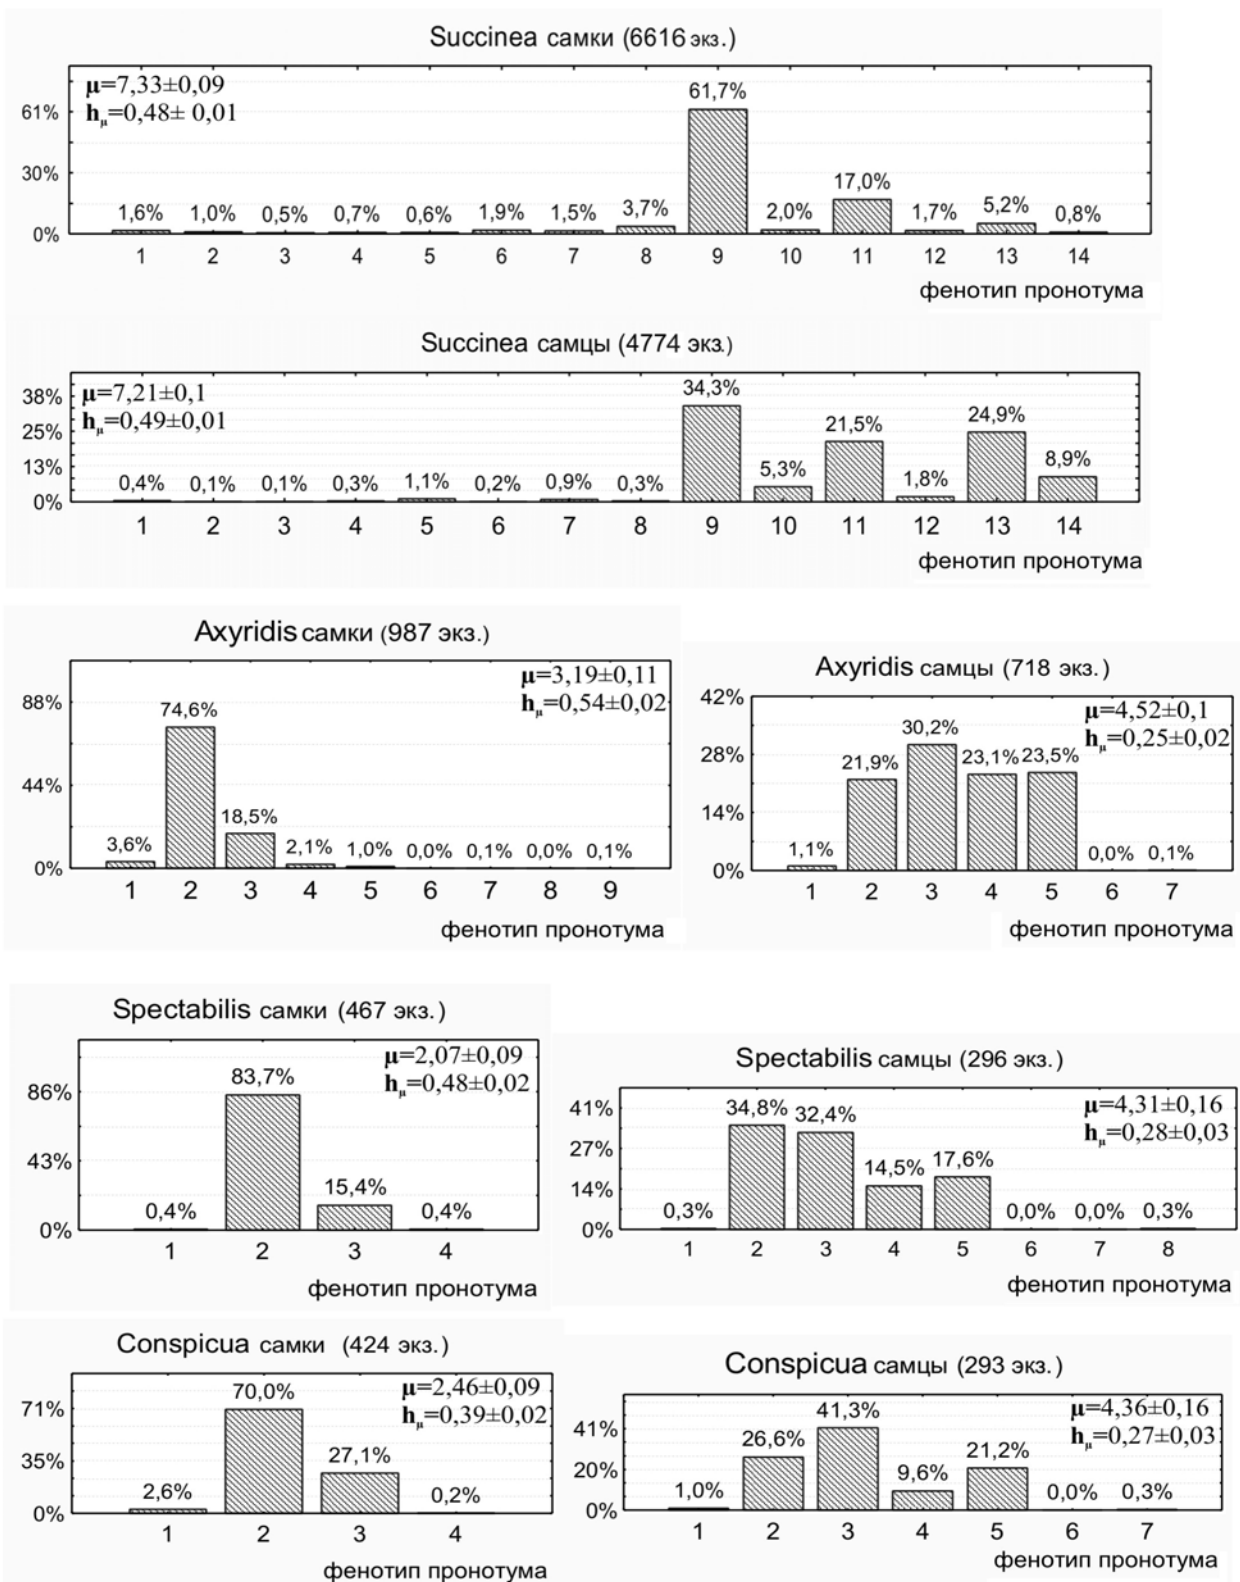 Succinea самки (6616 экз.)
μ=7,33±0,09
hμ=0,48± 0,01
61%
30%
0%
1,6% 1,0% 0,5% 0,7% 0,6% 1,9% 1,5% 3,7% 61,7% 2,0% 17,0% 1,7% 5,2% 0,8%
1 2 3 4 5 6 7 8 9 10 11 12 13 14
фенотип пронотума
Succinea самцы (4774 экз.)
μ=7,21±0,1
hμ=0,49±0,01
38%
25%
13%
0%
0,4% 0,1% 0,1% 0,3% 1,1% 0,2% 0,9% 0,3% 34,3% 5,3% 21,5% 1,8% 24,9% 8,9%
1 2 3 4 5 6 7 8 9 10 11 12 13 14
фенотип пронотума
Axyridis самки (987 экз.)
μ=3,19±0,11
hμ=0,54±0,02
88%
44%
0%
3,6% 74,6% 18,5% 2,1% 1,0% 0,0% 0,1% 0,0% 0,1%
1 2 3 4 5 6 7 8 9
фенотип пронотума
Axyridis самцы (718 экз.)
μ=4,52±0,1
hμ=0,25±0,02
42%
28%
14%
0%
1,1% 21,9% 30,2% 23,1% 23,5% 0,0% 0,1%
1 2 3 4 5 6 7
фенотип пронотума
Spectabilis самки (467 экз.)
μ=2,07±0,09
hμ=0,48±0,02
86%
43%
0%
0,4% 83,7% 15,4% 0,4%
1 2 3 4
фенотип пронотума
Spectabilis самцы (296 экз.)
μ=4,31±0,16
hμ=0,28±0,03
41%
27%
14%
0%
0,3% 34,8% 32,4% 14,5% 17,6% 0,0% 0,0% 0,3%
1 2 3 4 5 6 7 8
фенотип пронотума
Conspicua самки (424 экз.)
μ=2,46±0,09
hμ=0,39±0,02
71%
35%
0%
2,6% 70,0% 27,1% 0,2%
1 2 3 4
фенотип пронотума
Conspicua самцы (293 экз.)
μ=4,36±0,16
hμ=0,27±0,03
41%
20%
0%
1,0% 26,6% 41,3% 9,6% 21,2% 0,0% 0,3%
1 2 3 4 5 6 7
фенотип пронотума